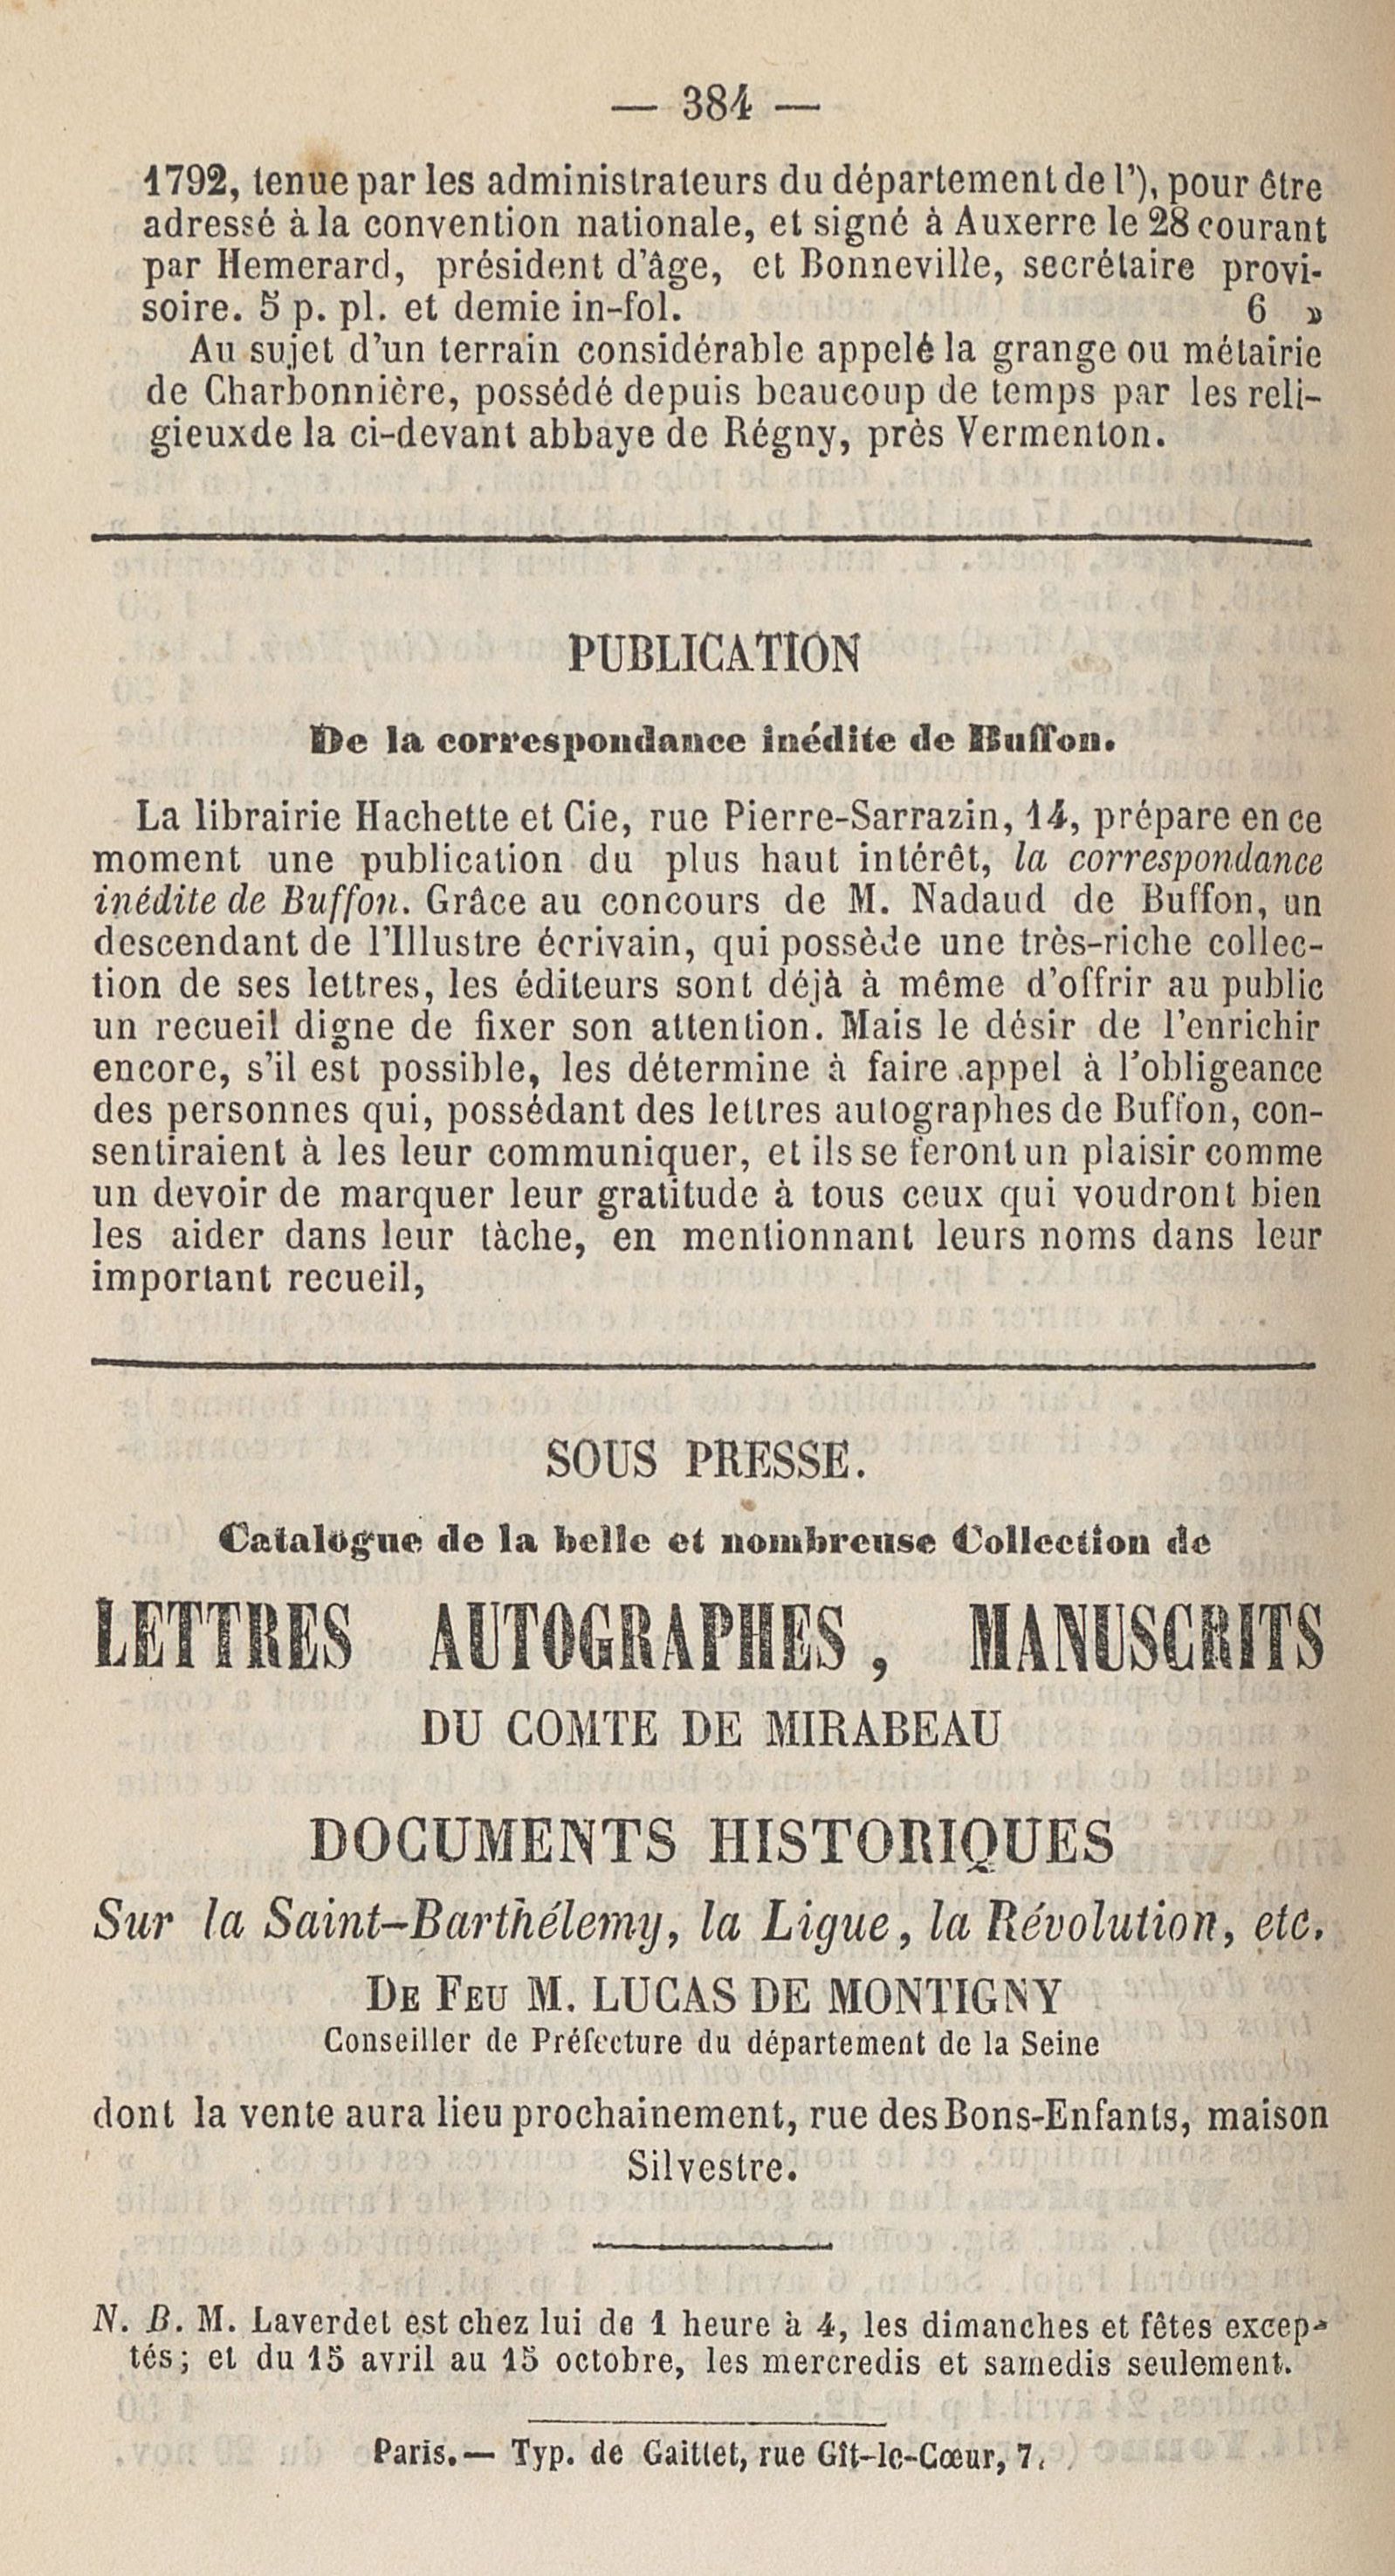 — 384 —
1792, tenue par les administrateurs du département de l'), pour être
adressé à la convention nationale, et signé à Auxerre le 28 courant
par Hemerard, président d'âge, et Bonneville, secrétaire provi-
soire. 5 p. pl. et demie in-fol. 6 »
Au sujet d'un terrain considérable appelé la grange ou métairie
de Charbonnière, possédé depuis beaucoup de temps par les reli-
gieux de la ci-devant abbaye de Régny, près Vermenton.
PUBLICATION
De la correspondance inédite de Buffon.
La librairie Hachette et Cie, rue Pierre-Sarrazin, 14, prépare en ce
moment une publication du plus haut intérêt, la correspondance
inédite de Buffon. Grâce au concours de M. Nadaud de Buffon, un
descendant de l'Illustre écrivain, qui possède une très-riche collec-
tion de ses lettres, les éditeurs sont déjà à même d'offrir au public
un recueil digne de fixer son attention. Mais le désir de l'enrichir
encore, s'il est possible, les détermine à faire appel à l'obligeance
des personnes qui, possédant des lettres autographes de Buffon, con-
sentiraient à les leur communiquer, et ils se feront un plaisir comme
un devoir de marquer leur gratitude à tous ceux qui voudront bien
les aider dans leur tàche, en mentionnant leurs noms dans leur
important recueil,
SOUS PRESSE.
Catalogue de la belle et nombreuse Collection de
LETTRES AUTOGRAPHES, MANUSCRITS
DU COMTE DE MIRABEAU
DOCUMENTS HISTORIQUES
Sur la Saint-Barthélemy, la Ligue, la Révolution, etc.
DE FEU M. LUCAS DE MONTIGNY
Conseiller de Préfecture du département de la Seine
dont la vente aura lieu prochainement, rue des Bons-Enfants, maison
Silvestre.
N. B. M. Laverdet est chez lui de 1 heure à 4, les dimanches et fêtes excep-
tés; et du 15 avril au 15 octobre, les mercredis et samedis seulement.
Paris. — Typ. de Gaittet, rue Gît-le-Cœur, 7.